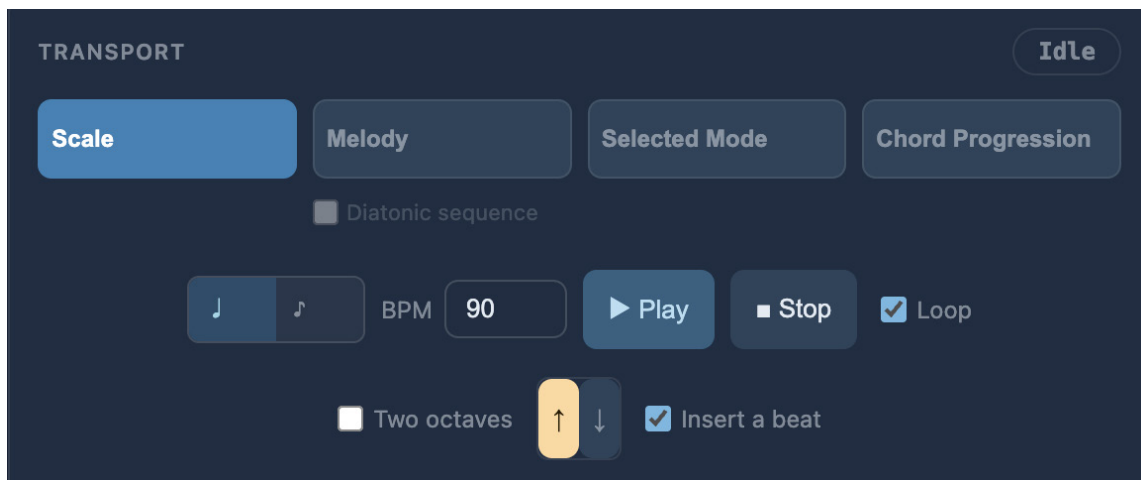 TRANSPORT Idle
Scale Melody Selected Mode Chord Progression
Diatonic sequence
♩ ♪ BPM 90 ▶ Play ■ Stop Loop
Two octaves ↑ ↓ Insert a beat